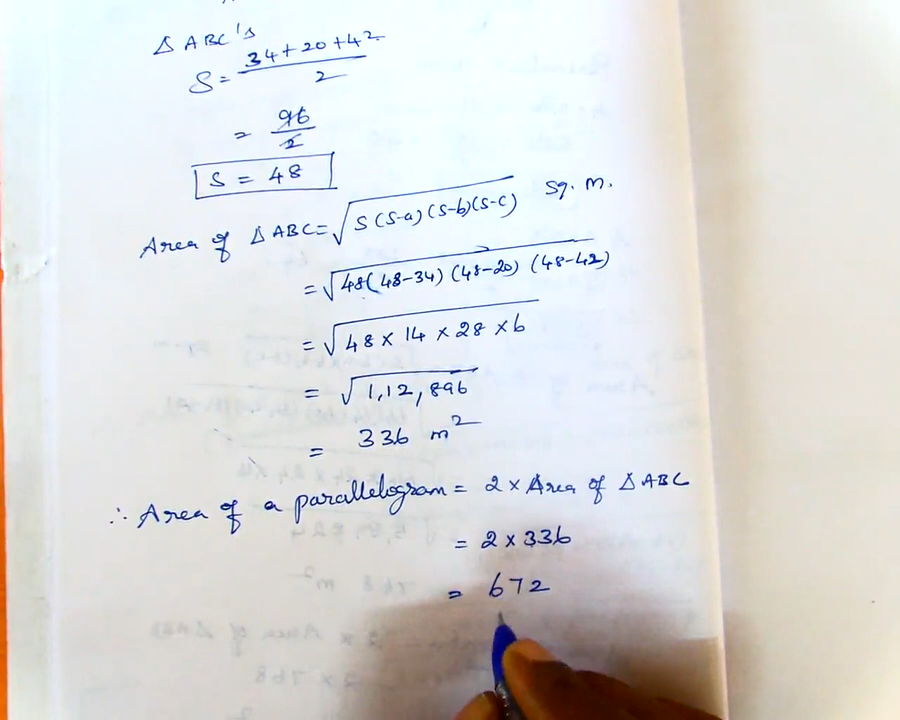 Δ ABC's
S = 34+20+42 / 2
= 96 / 2
S = 48
Area of Δ ABC = √S(S-a)(S-b)(S-c) Sq. m.
= √48(48-34)(48-20)(48-42)
= √48 × 14 × 28 × 6
= √1,12,896
= 336 m²
∴ Area of a parallelogram = 2 × Area of Δ ABC
= 2 × 336
= 672